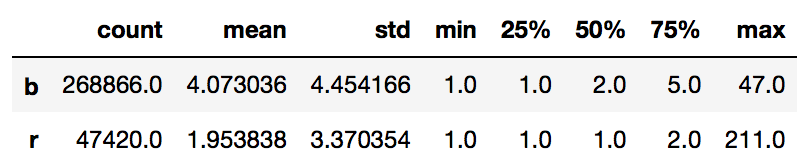 count mean std min 25% 50% 75% max
b 268866.0 4.073036 4.454166 1.0 1.0 2.0 5.0 47.0
r 47420.0 1.953838 3.370354 1.0 1.0 1.0 2.0 211.0